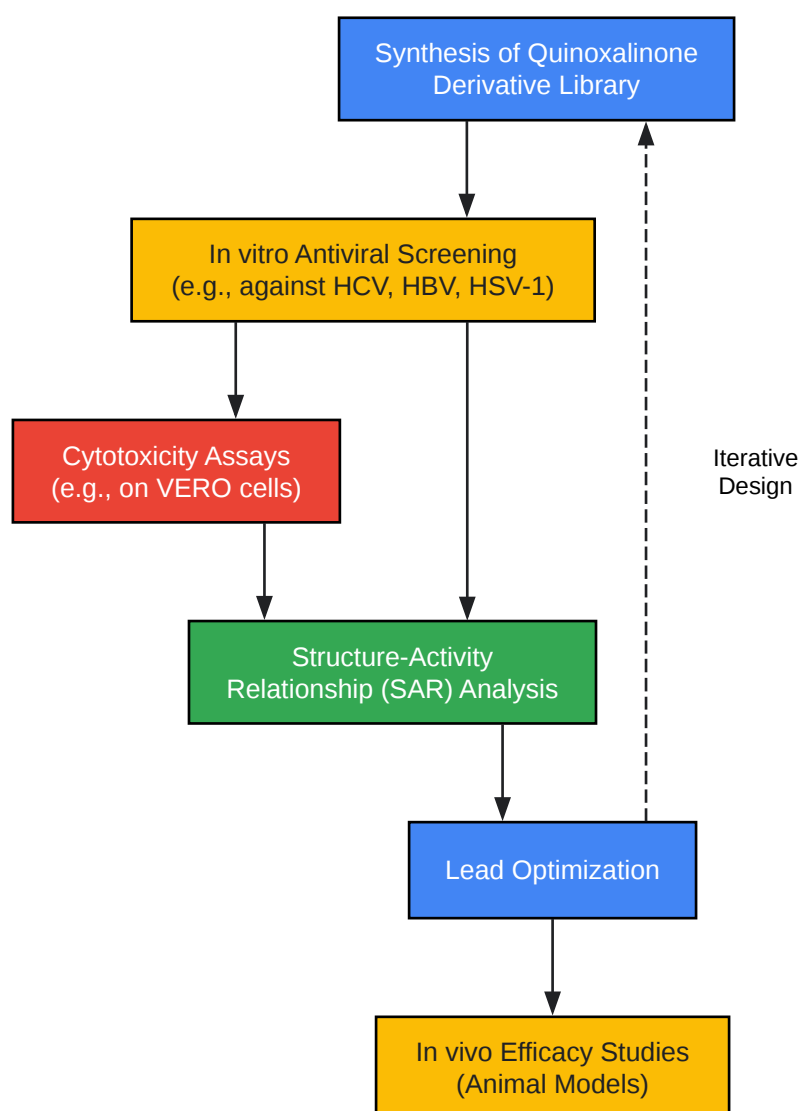 Synthesis of Quinoxalinone
Derivative Library
In vitro Antiviral Screening
(e.g., against HCV, HBV, HSV-1)
Cytotoxicity Assays
(e.g., on VERO cells)
Iterative
Design
Structure-Activity
Relationship (SAR) Analysis
Lead Optimization
In vivo Efficacy Studies
(Animal Models)